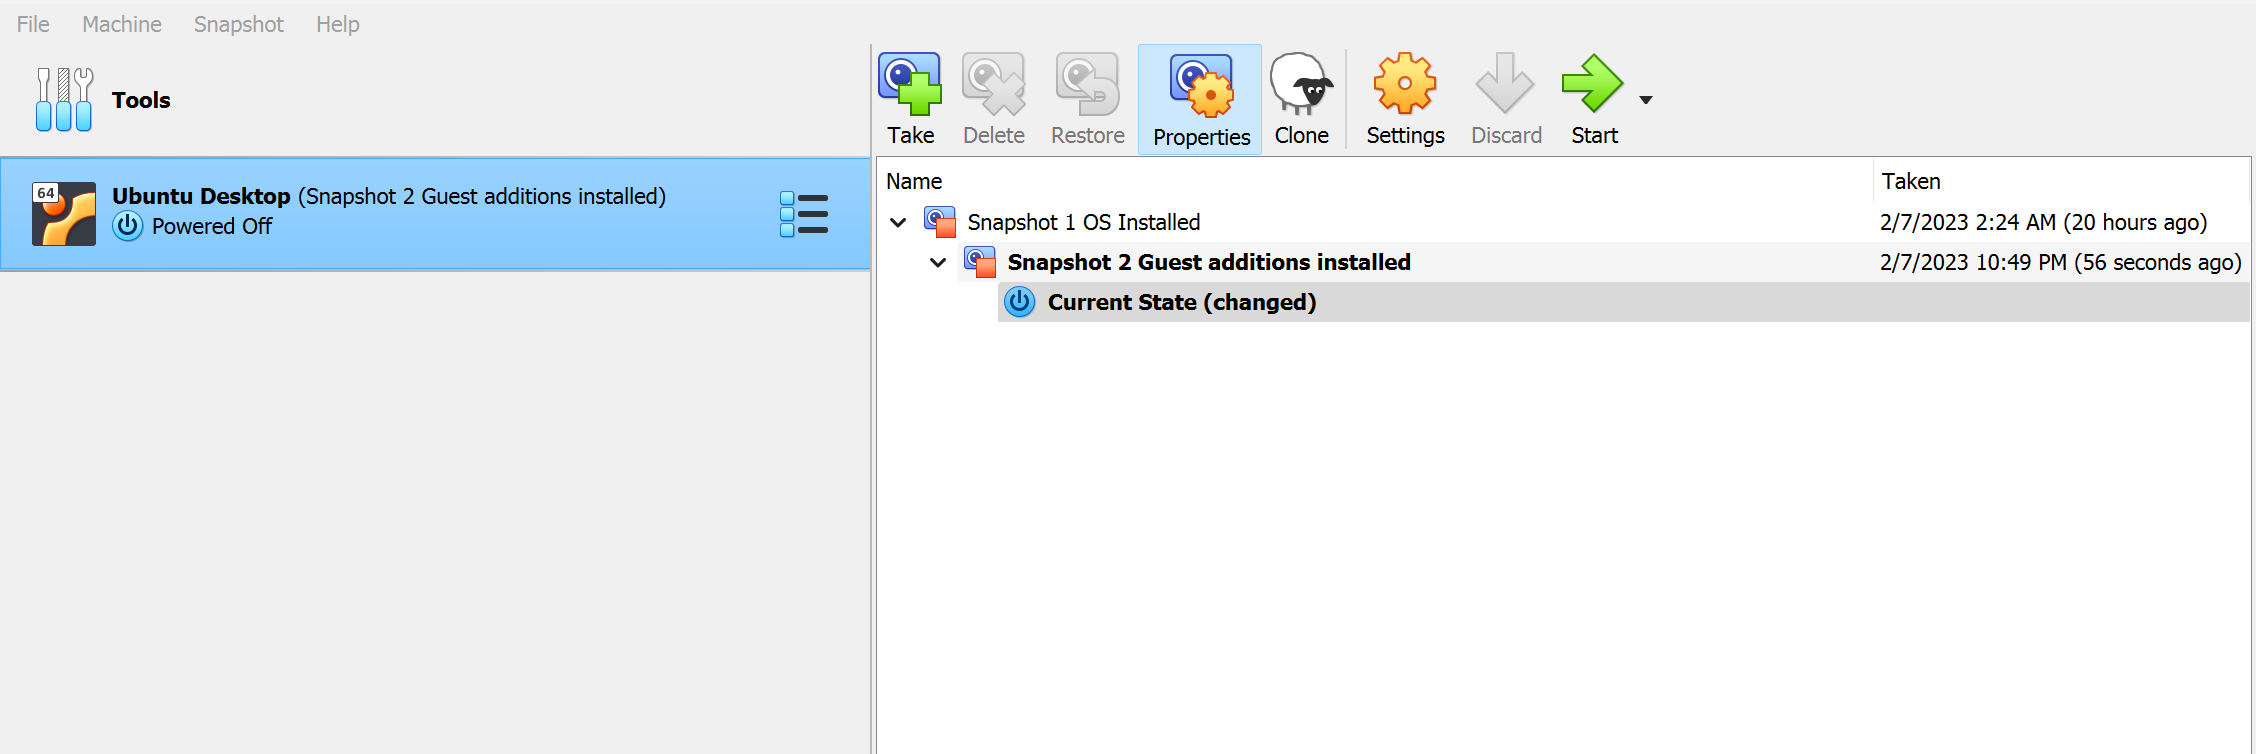 File Machine Snapshot Help
Tools
Take Delete Restore Properties Clone Settings Discard Start
64
Ubuntu Desktop (Snapshot 2 Guest additions installed)
Powered Off
Name Taken
Snapshot 1 OS Installed 2/7/2023 2:24 AM (20 hours ago)
Snapshot 2 Guest additions installed 2/7/2023 10:49 PM (56 seconds ago)
Current State (changed)